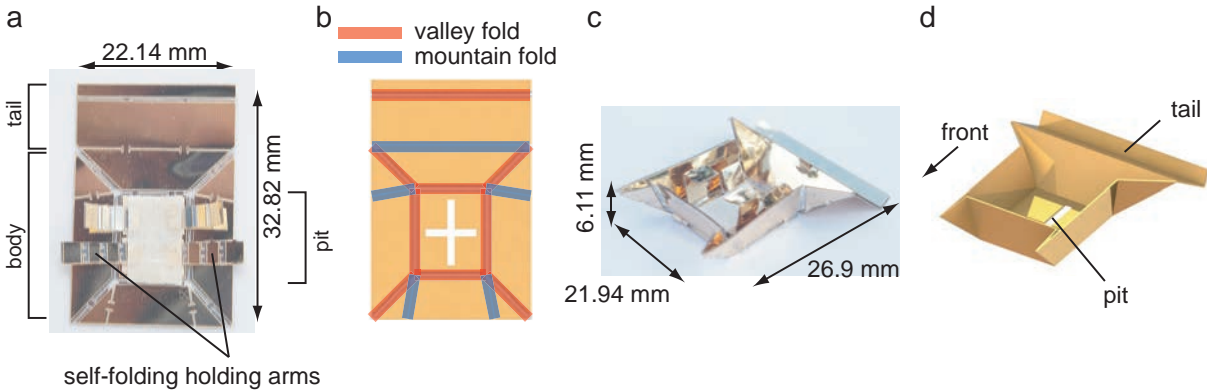 a
22.14 mm
tail
body
32.82 mm
pit
self-folding holding arms
b
valley fold
mountain fold
c
6.11 mm
21.94 mm
26.9 mm
d
front
tail
pit